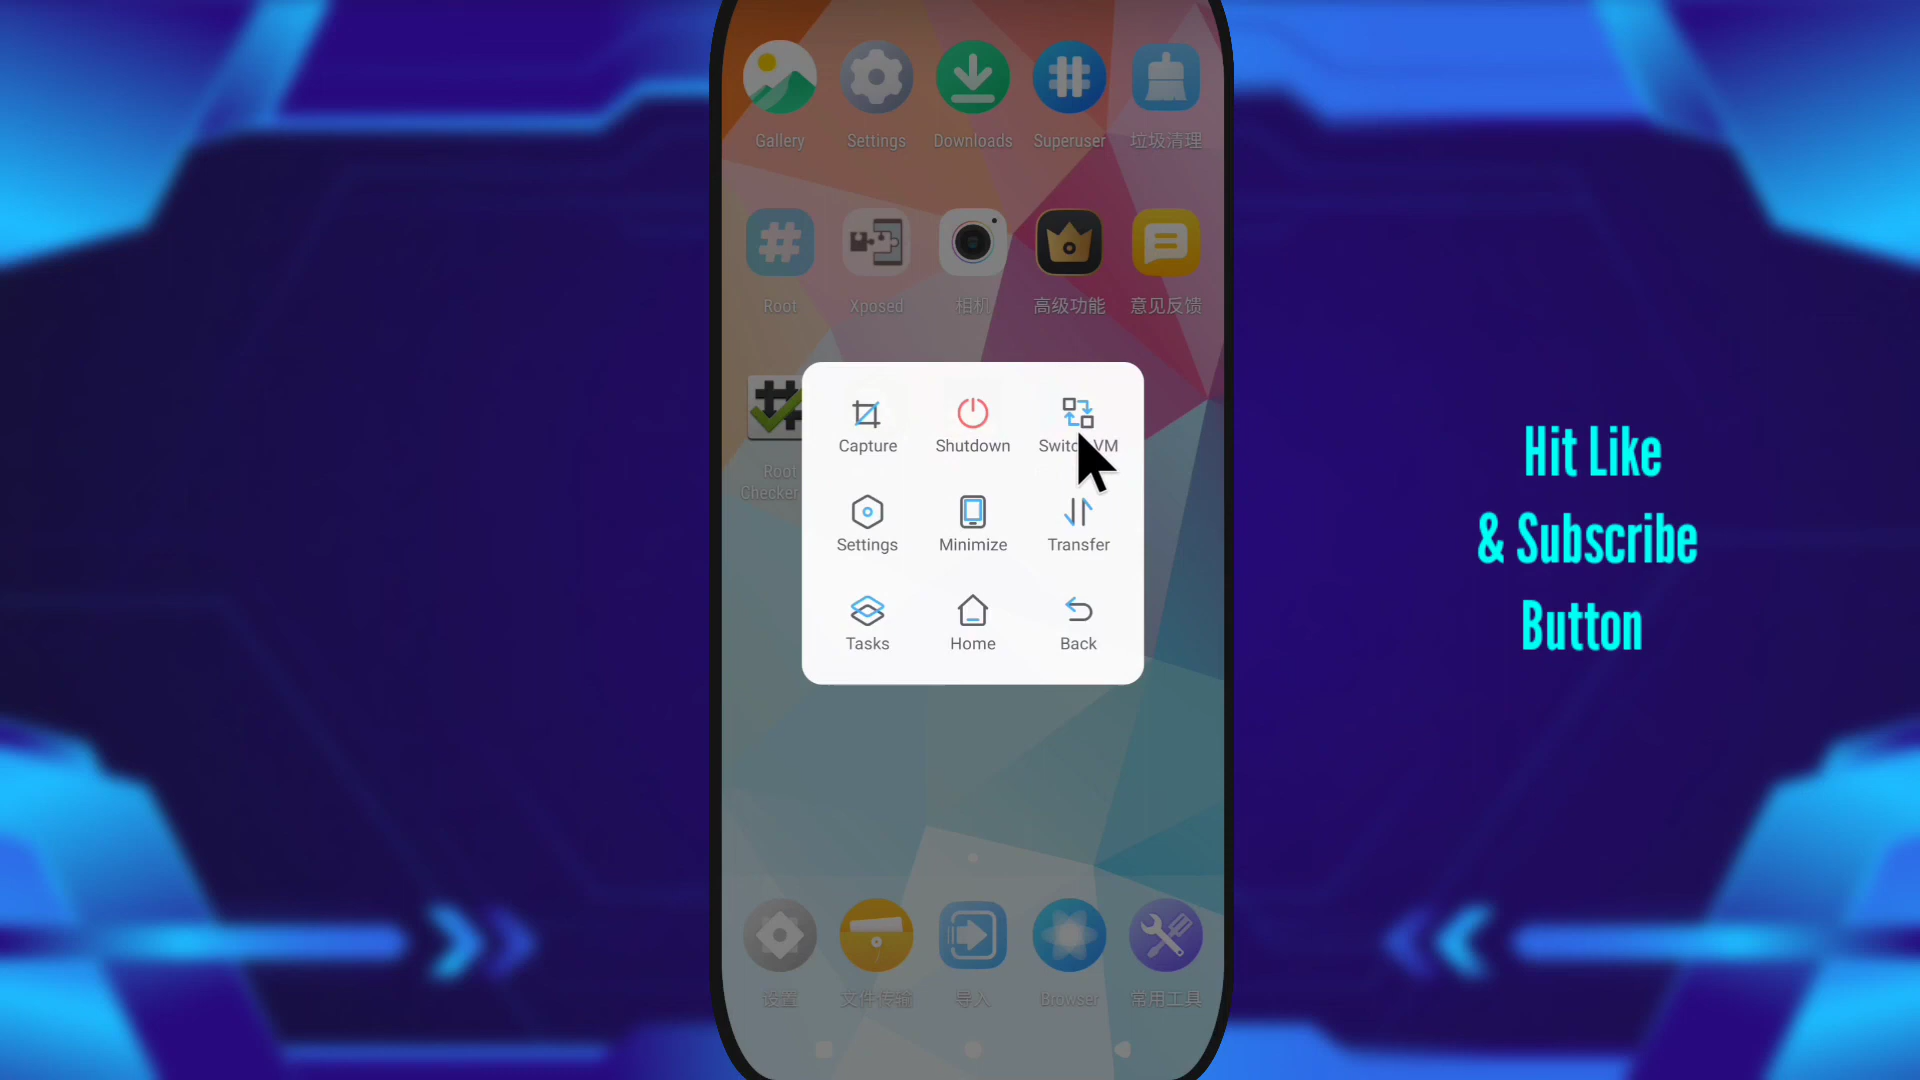 Gallery
Settings
Downloads
Superuser
垃圾清理
Root
Xposed
相机
高级功能
意见反馈
Root
Checker
Capture
Shutdown
Switch VM
Settings
Minimize
Transfer
Tasks
Home
Back
设置
文件传输
导入
Browser
常用工具
Hit Like
& Subscribe
Button